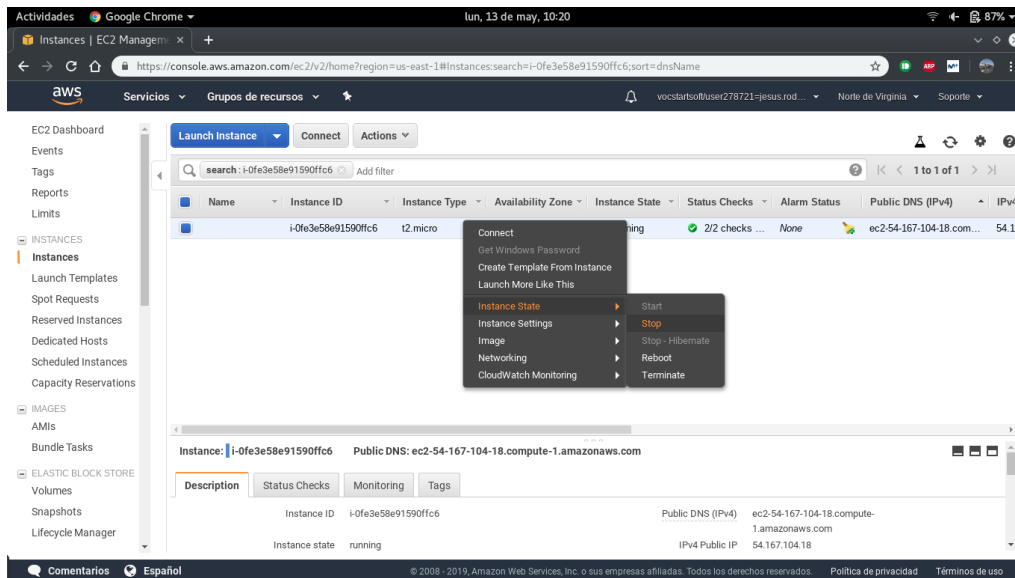 Actividades Google Chrome lun, 13 de may, 10:20 87%
Instances | EC2 Managem
https://console.aws.amazon.com/ec2/v2/home?region=us-east-1#Instances:search=i-0fe3e58e91590ffc6;sort=dnsName
ABP
aws Servicios Grupos de recursos vocstartsoft/user278721=jesus.rod... Norte de Virginia Soporte
EC2 Dashboard
Events
Tags
Reports
Limits
INSTANCES
Instances
Launch Templates
Spot Requests
Reserved Instances
Dedicated Hosts
Scheduled Instances
Capacity Reservations
IMAGES
AMIs
Bundle Tasks
ELASTIC BLOCK STORE
Volumes
Snapshots
Lifecycle Manager
Launch Instance Connect Actions
search : i-0fe3e58e91590ffc6 Add filter 1 to 1 of 1
Name Instance ID Instance Type Availability Zone Instance State Status Checks Alarm Status Public DNS (IPv4) IPv4
i-0fe3e58e91590ffc6 t2.micro ning 2/2 checks ... None ec2-54-167-104-18.com... 54.1
Connect
Get Windows Password
Create Template From Instance
Launch More Like This
Instance State
Instance Settings
Image
Networking
CloudWatch Monitoring
Start
Stop
Stop - Hibernate
Reboot
Terminate
Instance: i-0fe3e58e91590ffc6 Public DNS: ec2-54-167-104-18.compute-1.amazonaws.com
Description Status Checks Monitoring Tags
Instance ID i-0fe3e58e91590ffc6 Public DNS (IPv4) ec2-54-167-104-18.compute-
1.amazonaws.com
Instance state running IPv4 Public IP 54.167.104.18
Comentarios Español © 2008 - 2019, Amazon Web Services, Inc. o sus empresas afiliadas. Todos los derechos reservados. Política de privacidad Términos de uso